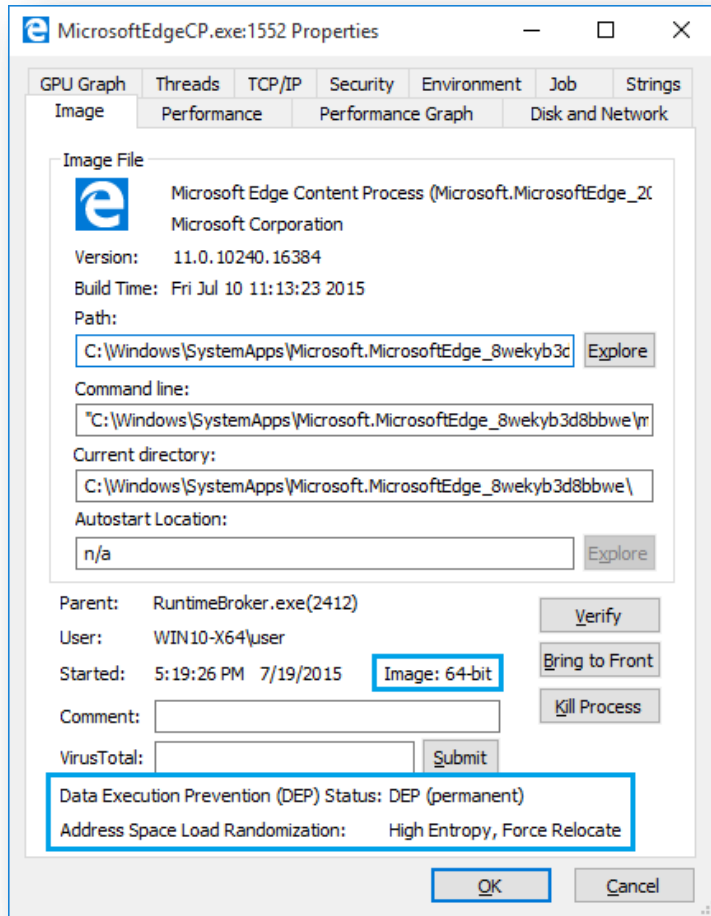 MicrosoftEdgeCP.exe:1552 Properties
GPU Graph Threads TCP/IP Security Environment Job Strings
Image Performance Performance Graph Disk and Network
Image File
Microsoft Edge Content Process (Microsoft.MicrosoftEdge_20
Microsoft Corporation
Version: 11.0.10240.16384
Build Time: Fri Jul 10 11:13:23 2015
Path:
C:\Windows\SystemApps\Microsoft.MicrosoftEdge_8wekyb3d Explore
Command line:
"C:\Windows\SystemApps\Microsoft.MicrosoftEdge_8wekyb3d8bbwe\m
Current directory:
C:\Windows\SystemApps\Microsoft.MicrosoftEdge_8wekyb3d8bbwe\
Autostart Location:
n/a Explore
Parent: RuntimeBroker.exe(2412)
Verify
User: WIN10-X64\user
Started: 5:19:26 PM 7/19/2015 Image: 64-bit
Bring to Front
Kill Process
Comment:
VirusTotal: Submit
Data Execution Prevention (DEP) Status: DEP (permanent)
Address Space Load Randomization: High Entropy, Force Relocate
OK Cancel